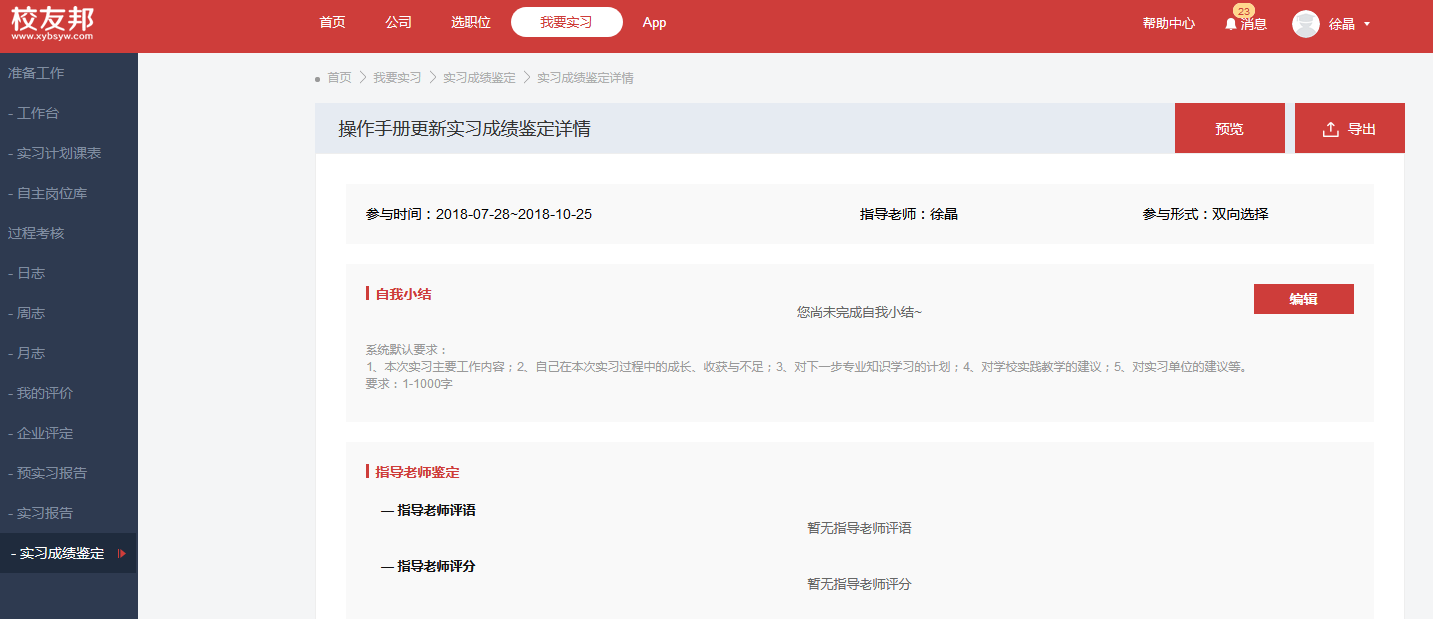 校友邦
www.xybsyw.com
首页 公司 选职位 我要实习 App 帮助中心 23 消息 徐晶
准备工作
- 工作台
- 实习计划课表
- 自主岗位库
过程考核
- 日志
- 周志
- 月志
- 我的评价
- 企业评定
- 预实习报告
- 实习报告
- 实习成绩鉴定
首页 > 我要实习 > 实习成绩鉴定 > 实习成绩鉴定详情
操作手册更新实习成绩鉴定详情 预览 导出
参与时间：2018-07-28~2018-10-25 指导老师：徐晶 参与形式：双向选择
自我小结 编辑
您尚未完成自我小结~
系统默认要求：
1、本次实习主要工作内容；2、自己在本次实习过程中的成长、收获与不足；3、对下一步专业知识学习的计划；4、对学校实践教学的建议；5、对实习单位的建议等。
要求：1-1000字
指导老师鉴定
— 指导老师评语
暂无指导老师评语
— 指导老师评分
暂无指导老师评分